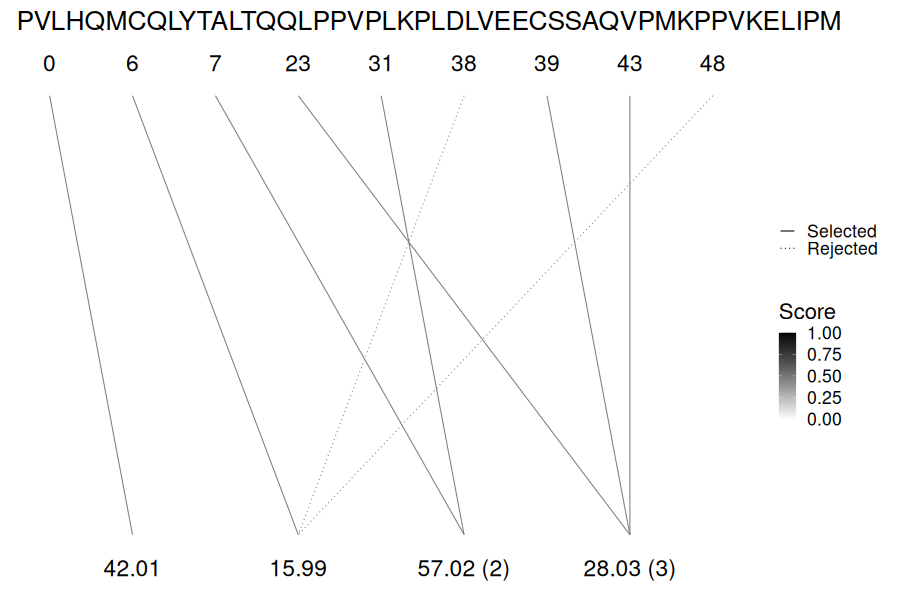 PVLHQMCQLYTALTQQLPPVPLKPLDLVEECSSAQVPMKPPVKELIPM
0 6 7 23 31 38 39 43 48
Selected
Rejected
Score
1.00
0.75
0.50
0.25
0.00
42.01 15.99 57.02 (2) 28.03 (3)